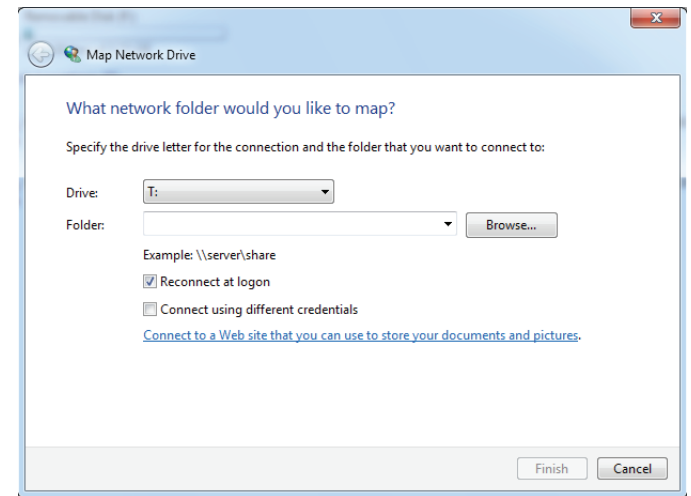 Removable Disk (F:)
X
Map Network Drive
What network folder would you like to map?
Specify the drive letter for the connection and the folder that you want to connect to:
Drive: T:
Folder: Browse...
Example: \\server\share
Reconnect at logon
Connect using different credentials
Connect to a Web site that you can use to store your documents and pictures.
Finish Cancel